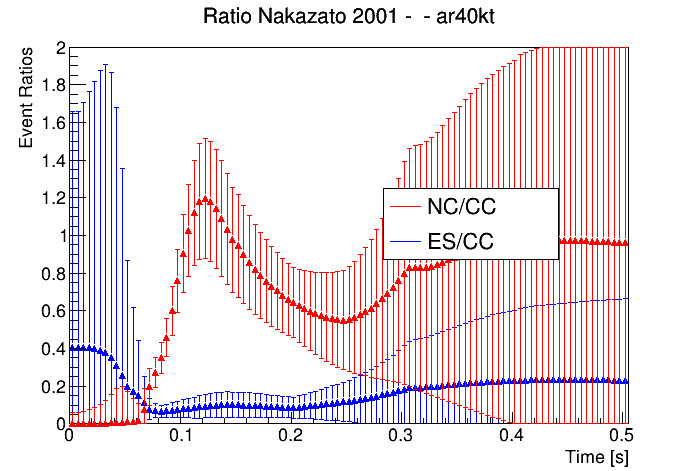 Ratio Nakazato 2001 -  - ar40kt
Event Ratios
2
1.8
1.6
1.4
1.2
1
0.8
0.6
0.4
0.2
0
NC/CC
ES/CC
0 0.1 0.2 0.3 0.4 0.5
Time [s]